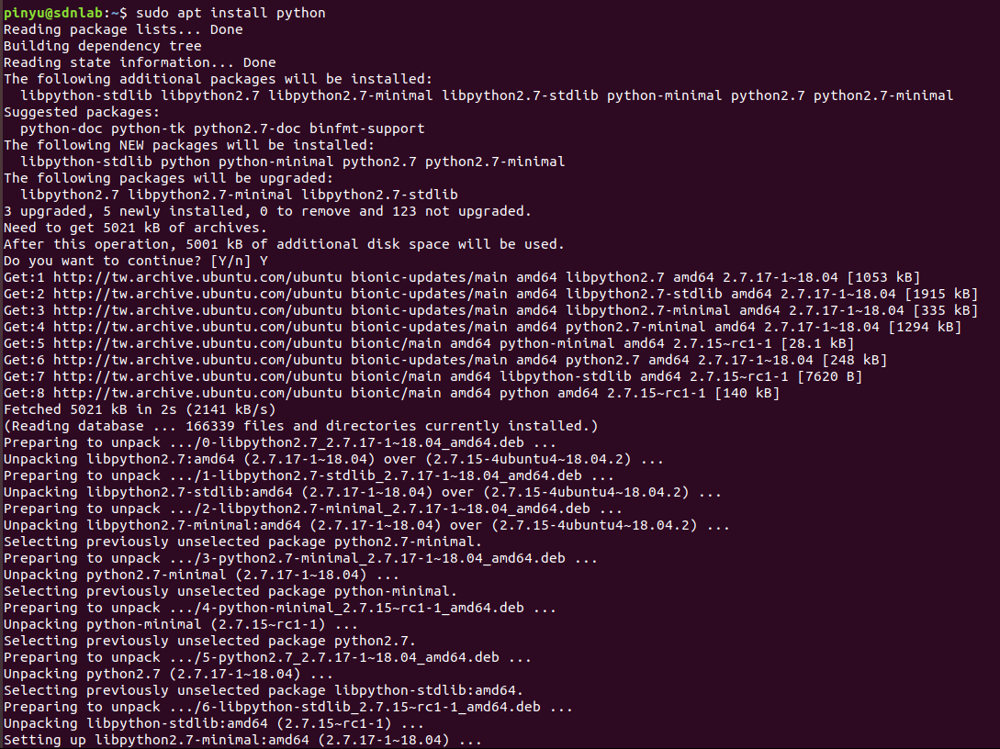 pinyu@sdnlab:~$ sudo apt install python
Reading package lists... Done
Building dependency tree
Reading state information... Done
The following additional packages will be installed:
  libpython-stdlib libpython2.7 libpython2.7-minimal libpython2.7-stdlib python-minimal python2.7 python2.7-minimal
Suggested packages:
  python-doc python-tk python2.7-doc binfmt-support
The following NEW packages will be installed:
  libpython-stdlib python python-minimal python2.7 python2.7-minimal
The following packages will be upgraded:
  libpython2.7 libpython2.7-minimal libpython2.7-stdlib
3 upgraded, 5 newly installed, 0 to remove and 123 not upgraded.
Need to get 5021 kB of archives.
After this operation, 5001 kB of additional disk space will be used.
Do you want to continue? [Y/n] Y
Get:1 http://tw.archive.ubuntu.com/ubuntu bionic-updates/main amd64 libpython2.7 amd64 2.7.17-1~18.04 [1053 kB]
Get:2 http://tw.archive.ubuntu.com/ubuntu bionic-updates/main amd64 libpython2.7-stdlib amd64 2.7.17-1~18.04 [1915 kB]
Get:3 http://tw.archive.ubuntu.com/ubuntu bionic-updates/main amd64 libpython2.7-minimal amd64 2.7.17-1~18.04 [335 kB]
Get:4 http://tw.archive.ubuntu.com/ubuntu bionic-updates/main amd64 python2.7-minimal amd64 2.7.17-1~18.04 [1294 kB]
Get:5 http://tw.archive.ubuntu.com/ubuntu bionic/main amd64 python-minimal amd64 2.7.15~rc1-1 [28.1 kB]
Get:6 http://tw.archive.ubuntu.com/ubuntu bionic-updates/main amd64 python2.7 amd64 2.7.17-1~18.04 [248 kB]
Get:7 http://tw.archive.ubuntu.com/ubuntu bionic/main amd64 libpython-stdlib amd64 2.7.15~rc1-1 [7620 B]
Get:8 http://tw.archive.ubuntu.com/ubuntu bionic/main amd64 python amd64 2.7.15~rc1-1 [140 kB]
Fetched 5021 kB in 2s (2141 kB/s)
(Reading database ... 166339 files and directories currently installed.)
Preparing to unpack .../0-libpython2.7_2.7.17-1~18.04_amd64.deb ...
Unpacking libpython2.7:amd64 (2.7.17-1~18.04) over (2.7.15-4ubuntu4~18.04.2) ...
Preparing to unpack .../1-libpython2.7-stdlib_2.7.17-1~18.04_amd64.deb ...
Unpacking libpython2.7-stdlib:amd64 (2.7.17-1~18.04) over (2.7.15-4ubuntu4~18.04.2) ...
Preparing to unpack .../2-libpython2.7-minimal_2.7.17-1~18.04_amd64.deb ...
Unpacking libpython2.7-minimal:amd64 (2.7.17-1~18.04) over (2.7.15-4ubuntu4~18.04.2) ...
Selecting previously unselected package python2.7-minimal.
Preparing to unpack .../3-python2.7-minimal_2.7.17-1~18.04_amd64.deb ...
Unpacking python2.7-minimal (2.7.17-1~18.04) ...
Selecting previously unselected package python-minimal.
Preparing to unpack .../4-python-minimal_2.7.15~rc1-1_amd64.deb ...
Unpacking python-minimal (2.7.15~rc1-1) ...
Selecting previously unselected package python2.7.
Preparing to unpack .../5-python2.7_2.7.17-1~18.04_amd64.deb ...
Unpacking python2.7 (2.7.17-1~18.04) ...
Selecting previously unselected package libpython-stdlib:amd64.
Preparing to unpack .../6-libpython-stdlib_2.7.15~rc1-1_amd64.deb ...
Unpacking libpython-stdlib:amd64 (2.7.15~rc1-1) ...
Setting up libpython2.7-minimal:amd64 (2.7.17-1~18.04) ...